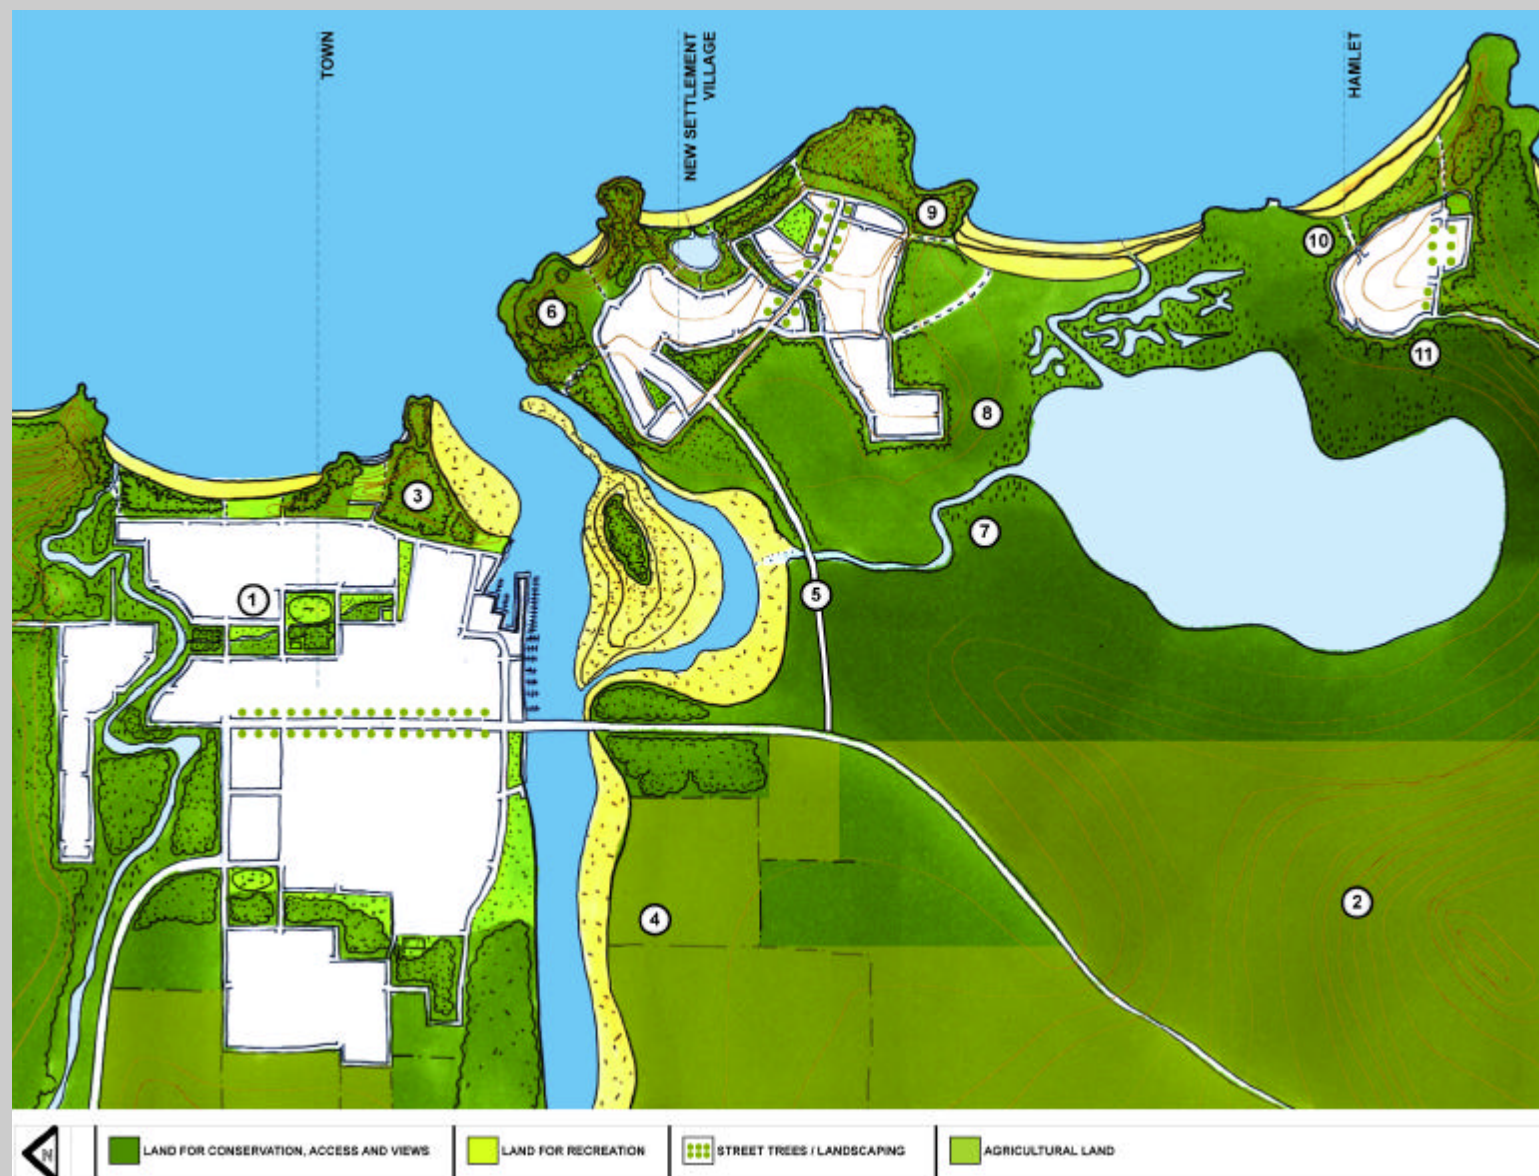 TOWN
NEW SETTLEMENT
VILLAGE
HAMLET
9
10
6
11
8
3
7
5
1
2
4
N
LAND FOR CONSERVATION, ACCESS AND VIEWS
LAND FOR RECREATION
STREET TREES / LANDSCAPING
AGRICULTURAL LAND